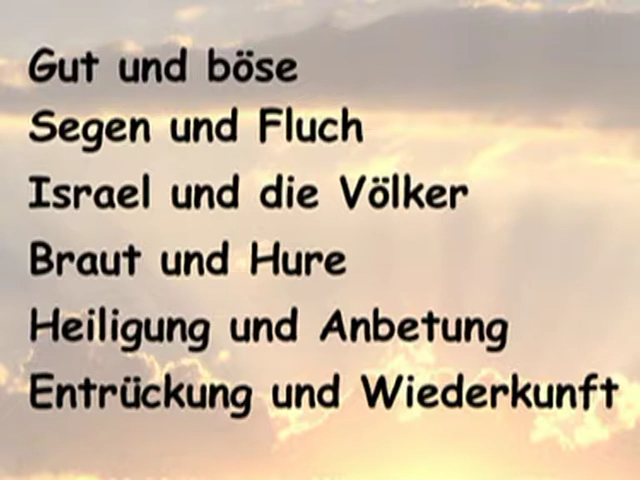 Gut und böse
Segen und Fluch
Israel und die Völker
Braut und Hure
Heiligung und Anbetung
Entrückung und Wiederkunft